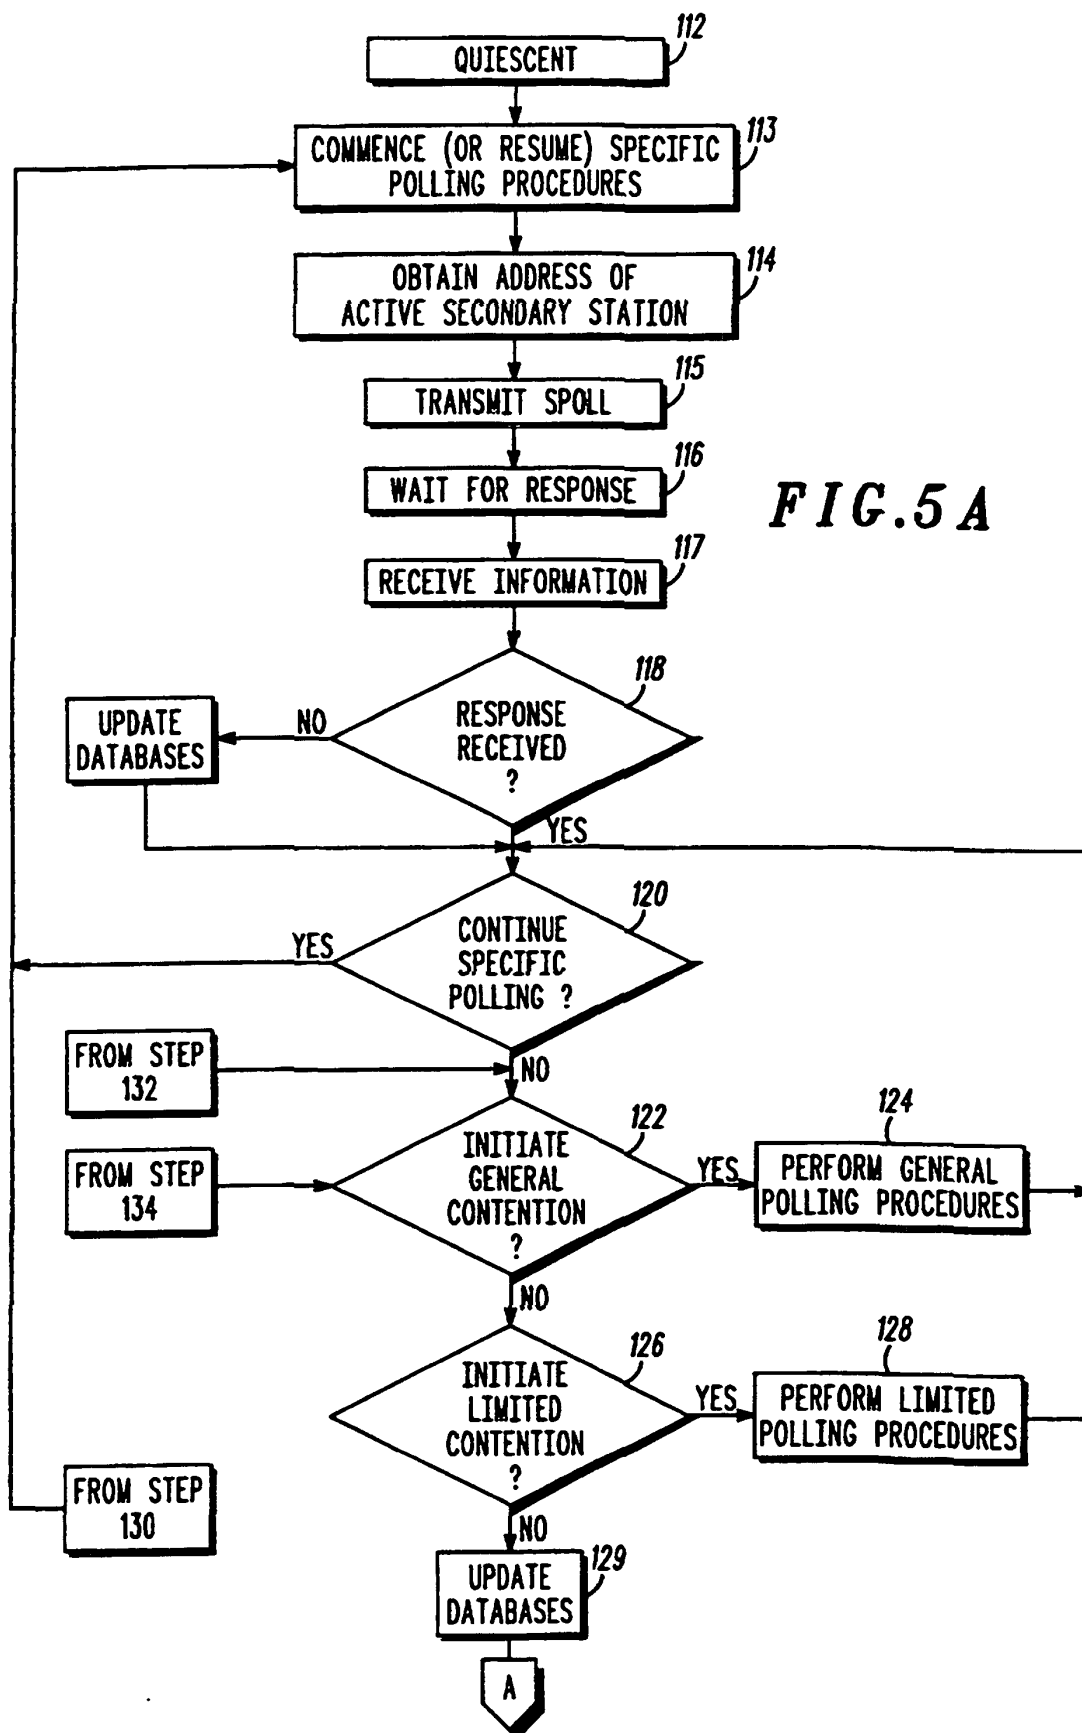 112
QUIESCENT
113
COMMENCE (OR RESUME) SPECIFIC
POLLING PROCEDURES
114
OBTAIN ADDRESS OF
ACTIVE SECONDARY STATION
115
TRANSMIT SPOLL
116
WAIT FOR RESPONSE
FIG.5A
117
RECEIVE INFORMATION
118
RESPONSE
RECEIVED
?
NO
UPDATE
DATABASES
YES
120
CONTINUE
SPECIFIC
POLLING ?
YES
NO
FROM STEP
132
122
INITIATE
GENERAL
CONTENTION
?
FROM STEP
134
YES
124
PERFORM GENERAL
POLLING PROCEDURES
NO
126
INITIATE
LIMITED
CONTENTION
?
YES
128
PERFORM LIMITED
POLLING PROCEDURES
FROM STEP
130
NO
129
UPDATE
DATABASES
A